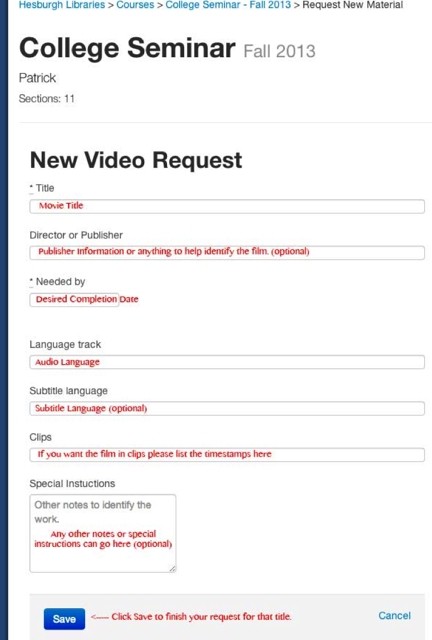 Hesburgh Libraries > Courses > College Seminar - Fall 2013 > Request New Material
College Seminar Fall 2013
Patrick
Sections: 11
New Video Request
* Title
Movie Title
Director or Publisher
Publisher Information or anything to help identify the film. (optional)
* Needed by
Desired Completion Date
Language track
Audio Language
Subtitle language
Subtitle Language (optional)
Clips
If you want the film in clips please list the timestamps here
Special Instuctions
Other notes to identify the
work.
Any other notes or special
instructions can go here (optional)
Save <----- Click Save to finish your request for that title. Cancel